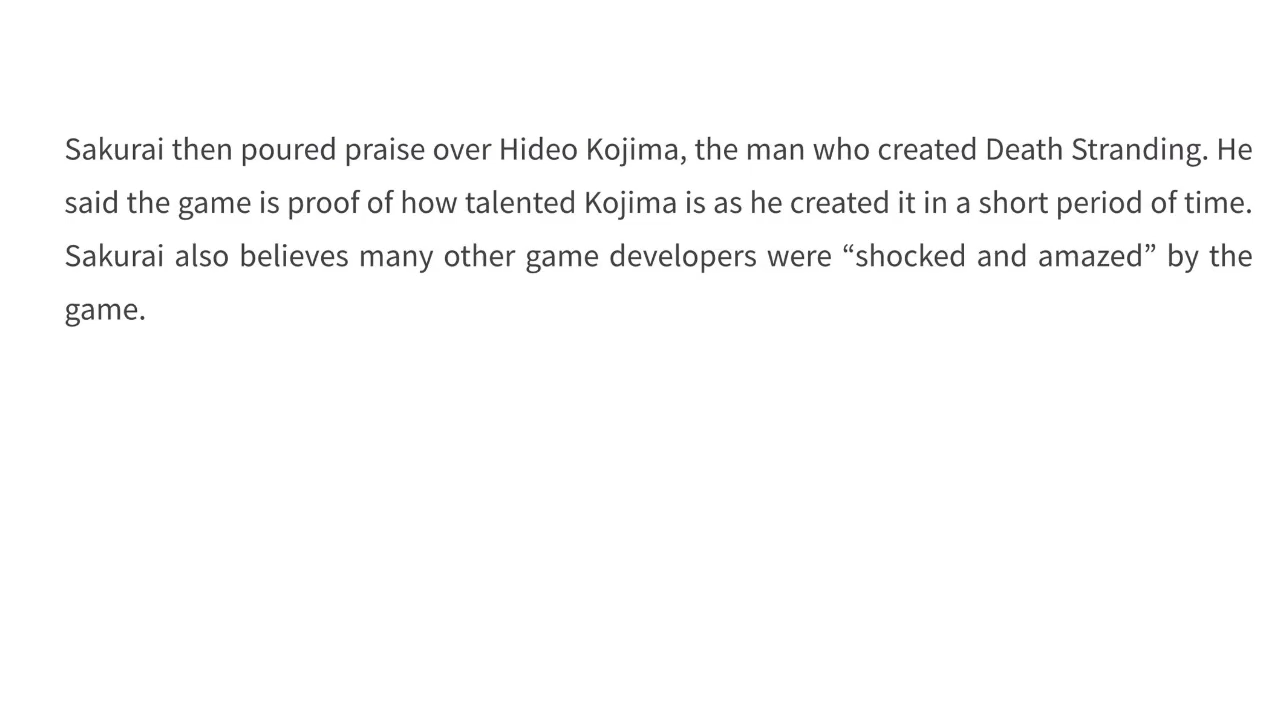 Sakurai then poured praise over Hideo Kojima, the man who created Death Stranding. He
said the game is proof of how talented Kojima is as he created it in a short period of time.
Sakurai also believes many other game developers were “shocked and amazed” by the
game.